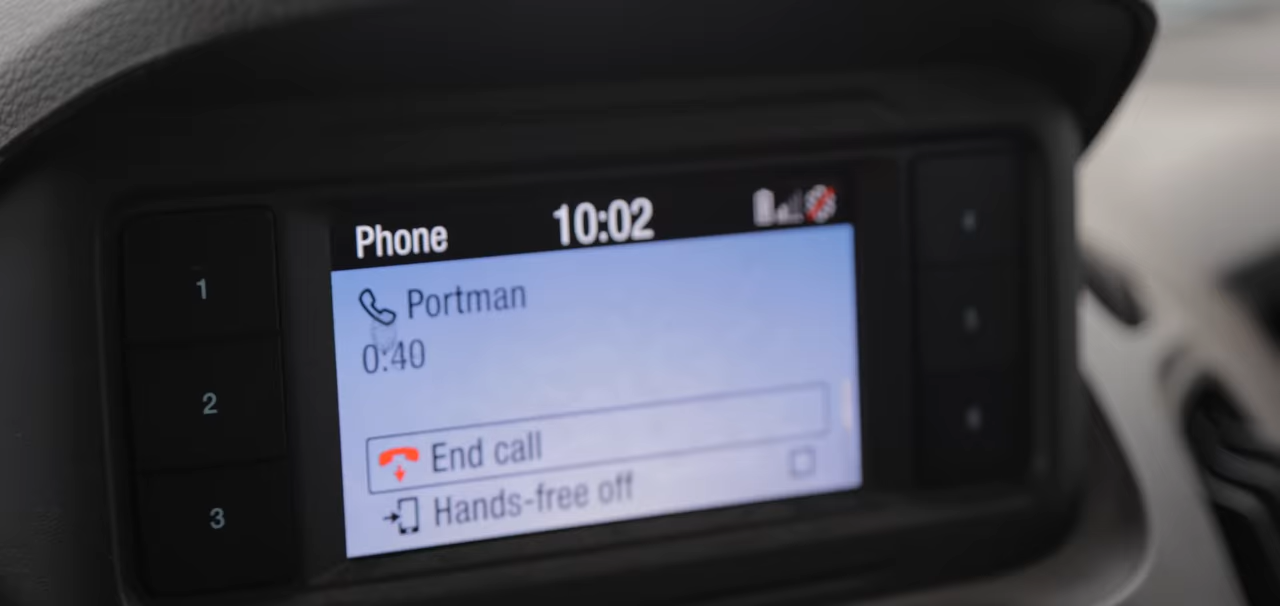 Phone 10:02
Portman
0:40
End call
Hands-free off
1
2
3